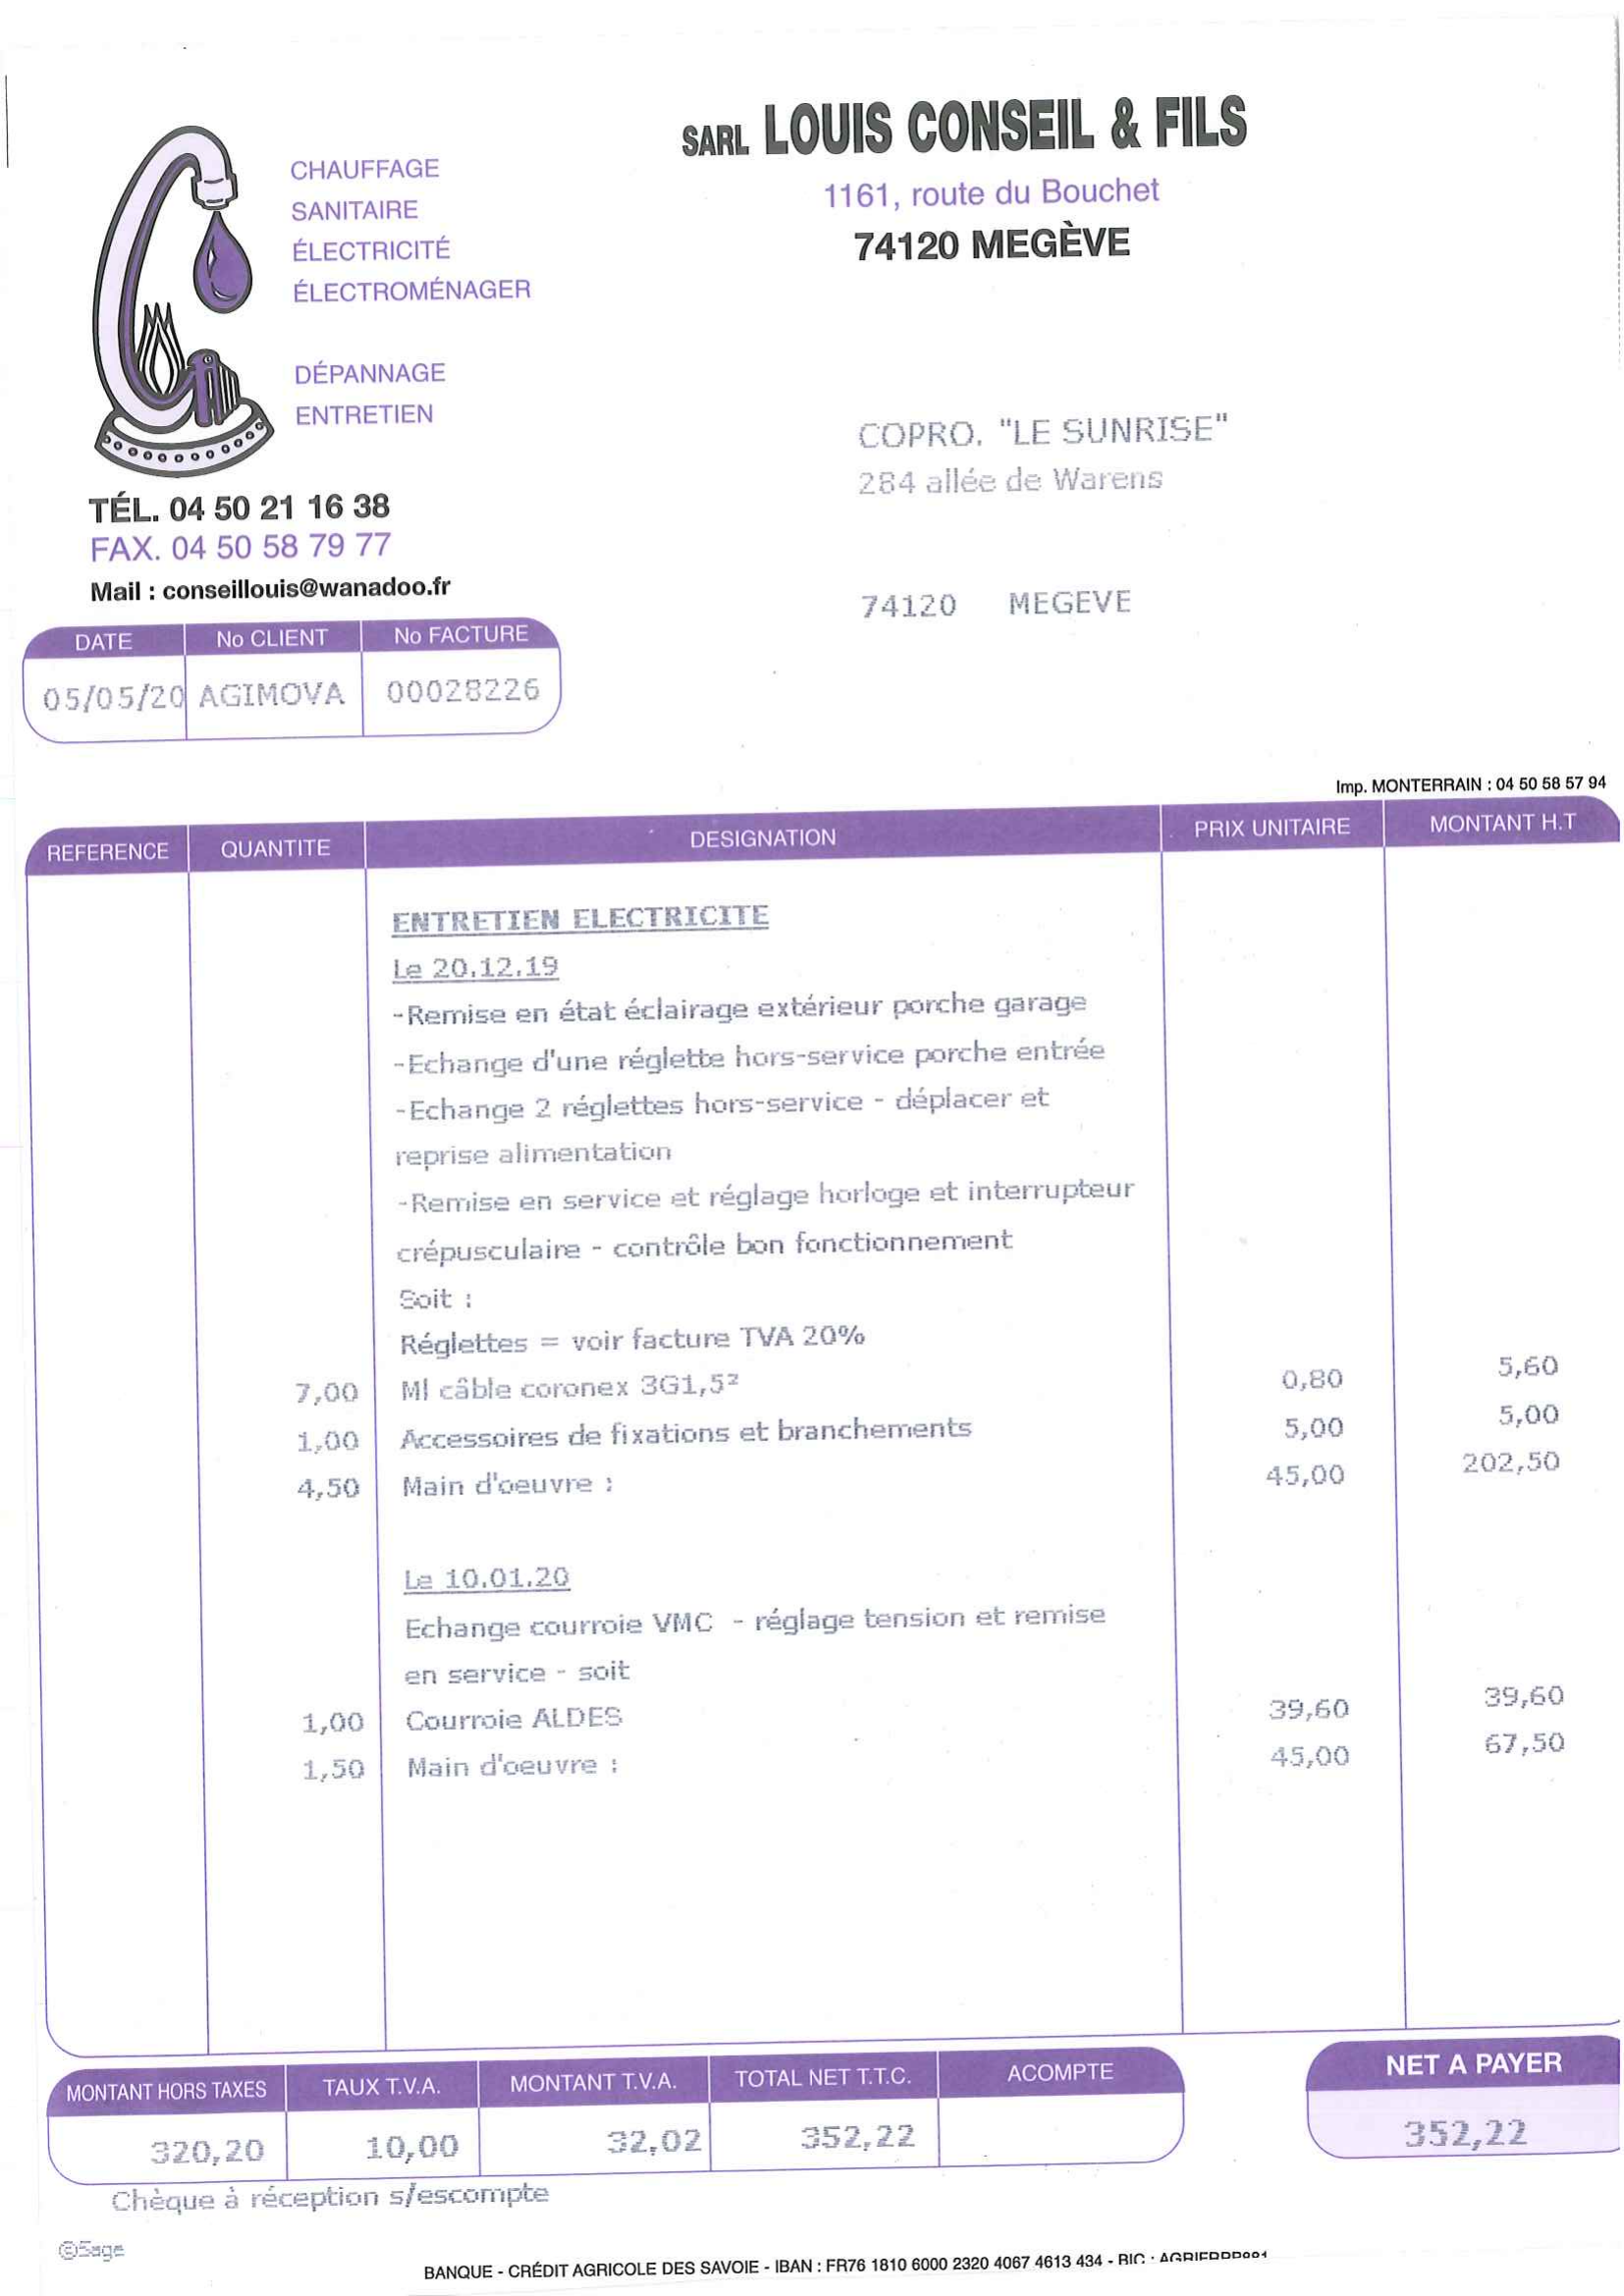 SARL LOUIS CONSEIL & FILS
1161, route du Bouchet
74120 MEGÈVE
CHAUFFAGE
SANITAIRE
ÉLECTRICITÉ
ÉLECTROMÉNAGER
DÉPANNAGE
ENTRETIEN
TÉL. 04 50 21 16 38
FAX. 04 50 58 79 77
Mail : conseillouis@wanadoo.fr
COPRO. "LE SUNRISE"
284 allée de Warens
74120 MEGEVE
DATE No CLIENT No FACTURE
05/05/20 AGIMOVA 00028226
Imp. MONTERRAIN : 04 50 58 57 94
REFERENCE QUANTITE DESIGNATION PRIX UNITAIRE MONTANT H.T
ENTRETIEN ELECTRICITE
Le 20.12.19
-Remise en état éclairage extérieur porche garage
-Echange d'une réglette hors-service porche entrée
-Echange 2 réglettes hors-service - déplacer et
reprise alimentation
-Remise en service et réglage horloge et interrupteur
crépusculaire - contrôle bon fonctionnement
Soit :
Réglettes = voir facture TVA 20%
7,00 Ml câble coronex 3G1,5² 0,80 5,60
1,00 Accessoires de fixations et branchements 5,00 5,00
4,50 Main d'oeuvre : 45,00 202,50
Le 10.01.20
Echange courroie VMC - réglage tension et remise
en service - soit
1,00 Courroie ALDES 39,60 39,60
1,50 Main d'oeuvre : 45,00 67,50
MONTANT HORS TAXES TAUX T.V.A. MONTANT T.V.A. TOTAL NET T.T.C. ACOMPTE NET A PAYER
320,20 10,00 32,02 352,22 352,22
Chèque à réception s/escompte
©Sage
BANQUE - CRÉDIT AGRICOLE DES SAVOIE - IBAN : FR76 1810 6000 2320 4067 4613 434 - BIC :